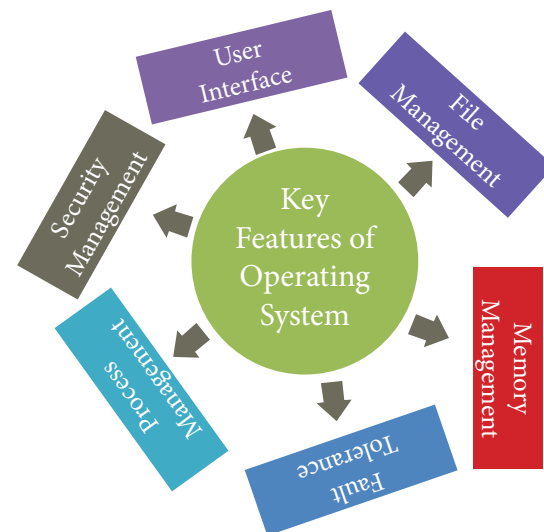 Key
Features of
Operating
System
User
Interface
File
Management
Memory
Management
Fault
Tolerance
Process
Management
Security
Management